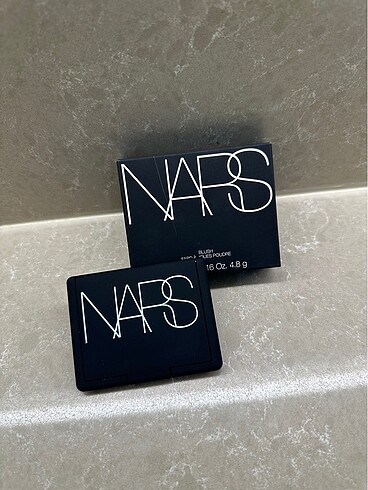 NARS
BLUSH
POUDRE
16 Oz. 4.8 g
NARS